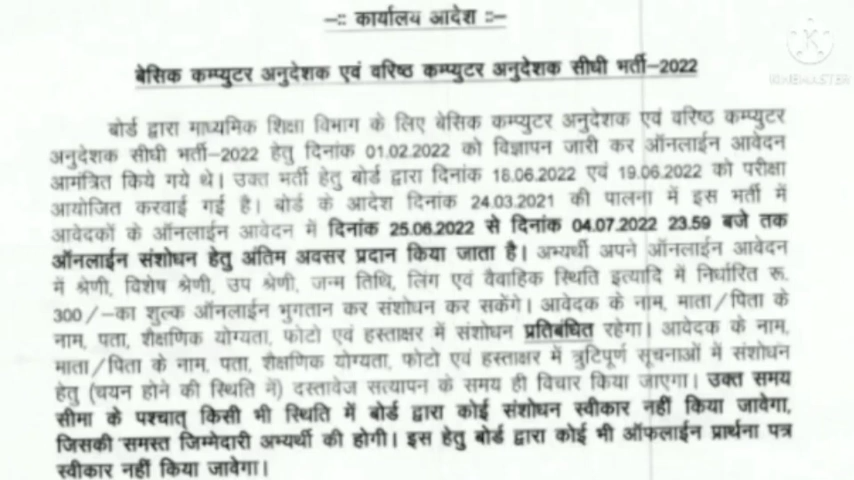 -:: कार्यालय आदेश ::-
KINEMASTER
बेसिक कम्प्युटर अनुदेशक एवं वरिष्ठ कम्प्युटर अनुदेशक सीधी भर्ती-2022
बोर्ड द्वारा माध्यमिक शिक्षा विभाग के लिए बेसिक कम्प्युटर अनुदेशक एवं वरिष्ठ कम्प्युटर
अनुदेशक सीधी भर्ती-2022 हेतु दिनांक 01.02.2022 को विज्ञापन जारी कर ऑनलाईन आवेदन
आमंत्रित किये गये थे। उक्त भर्ती हेतु बोर्ड द्वारा दिनांक 18.06.2022 एवं 19.06.2022 को परीक्षा
आयोजित करवाई गई है। बोर्ड के आदेश दिनांक 24.03.2021 की पालना में इस भर्ती में
आवेदकों के ऑनलाईन आवेदन में दिनांक 25.06.2022 से दिनांक 04.07.2022 23.59 बजे तक
ऑनलाईन संशोधन हेतु अंतिम अवसर प्रदान किया जाता है। अभ्यर्थी अपने ऑनलाईन आवेदन
में श्रेणी, विशेष श्रेणी, उप श्रेणी, जन्म तिथि, लिंग एवं वैवाहिक स्थिति इत्यादि में निर्धारित रू.
300/-का शुल्क ऑनलाईन भुगतान कर संशोधन कर सकेंगे। आवेदक के नाम, माता/पिता के
नाम, पता, शैक्षणिक योग्यता, फोटो एवं हस्ताक्षर में संशोधन प्रतिबंधित रहेगा। आवेदक के नाम,
माता/पिता के नाम, पता, शैक्षणिक योग्यता, फोटो एवं हस्ताक्षर में त्रुटिपूर्ण सूचनाओं में संशोधन
हेतु (चयन होने की स्थिति में) दस्तावेज सत्यापन के समय ही विचार किया जाएगा। उक्त समय
सीमा के पश्चात् किसी भी स्थिति में बोर्ड द्वारा कोई संशोधन स्वीकार नहीं किया जावेगा,
जिसकी समस्त जिम्मेदारी अभ्यर्थी की होगी। इस हेतु बोर्ड द्वारा कोई भी ऑफलाईन प्रार्थना पत्र
स्वीकार नहीं किया जावेगा।